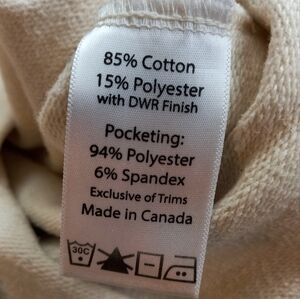 85% Cotton
15% Polyester
with DWR Finish
Pocketing:
94% Polyester
6% Spandex
Exclusive of Trims
Made in Canada
30C